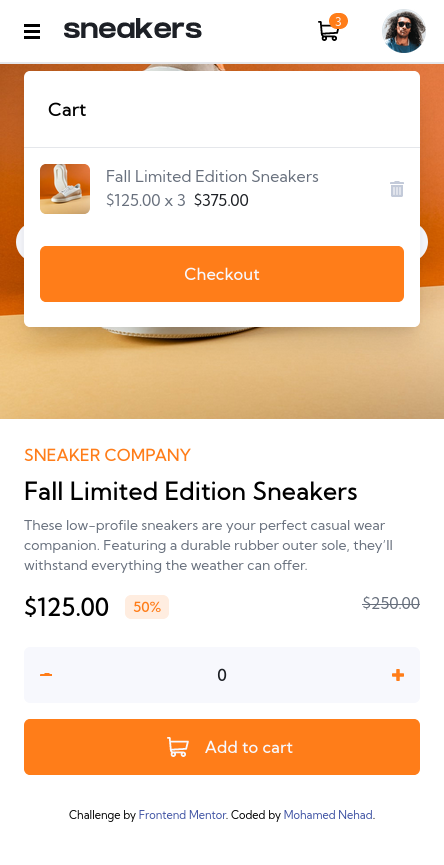 sneakers
3
Cart
Fall Limited Edition Sneakers
$125.00 x 3 $375.00
Checkout
SNEAKER COMPANY
Fall Limited Edition Sneakers
These low-profile sneakers are your perfect casual wear
companion. Featuring a durable rubber outer sole, they’ll
withstand everything the weather can offer.
$125.00 50% $250.00
0
Add to cart
Challenge by Frontend Mentor. Coded by Mohamed Nehad.